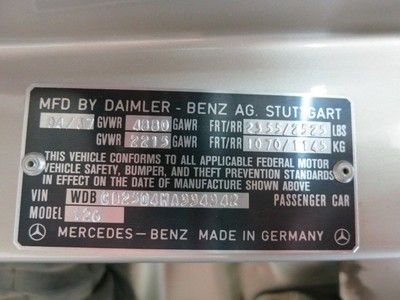 MFD BY DAIMLER - BENZ AG. STUTTGART
04/97 GVWR 4880 GAWR FRT/RR 2355/2525 LBS
GVWR 2215 GAWR FRT/RR 1070/1145 KG
THIS VEHICLE CONFORMS TO ALL APPLICABLE FEDERAL MOTOR
VEHICLE SAFETY, BUMPER, AND THEFT PREVENTION STANDARDS
IN EFFECT ON THE DATE OF MANUFACTURE SHOWN ABOVE
VIN WDB PASSENGER CAR
MODEL
MERCEDES-BENZ MADE IN GERMANY